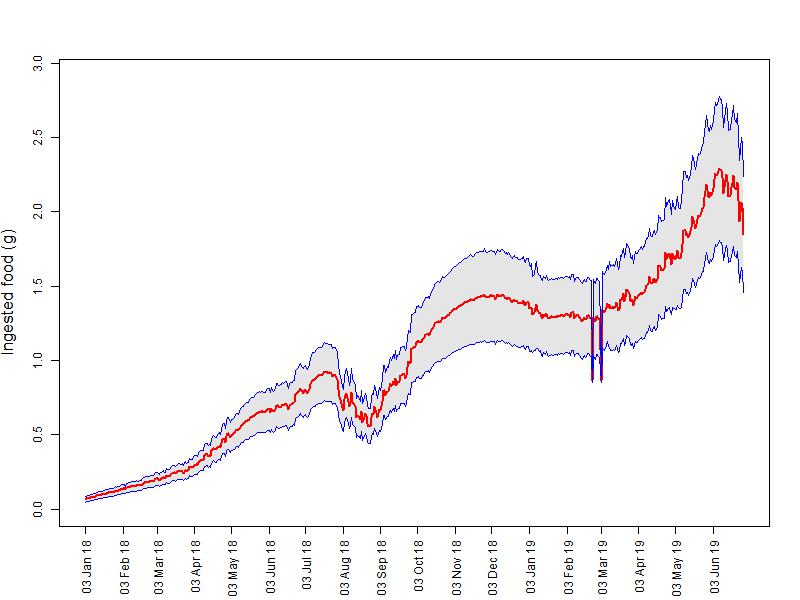 3.0
2.5
2.0
1.5
1.0
0.5
0.0
Ingested food (g)
03 Jan 18
03 Feb 18
03 Mar 18
03 Apr 18
03 May 18
03 Jun 18
03 Jul 18
03 Aug 18
03 Sep 18
03 Oct 18
03 Nov 18
03 Dec 18
03 Jan 19
03 Feb 19
03 Mar 19
03 Apr 19
03 May 19
03 Jun 19